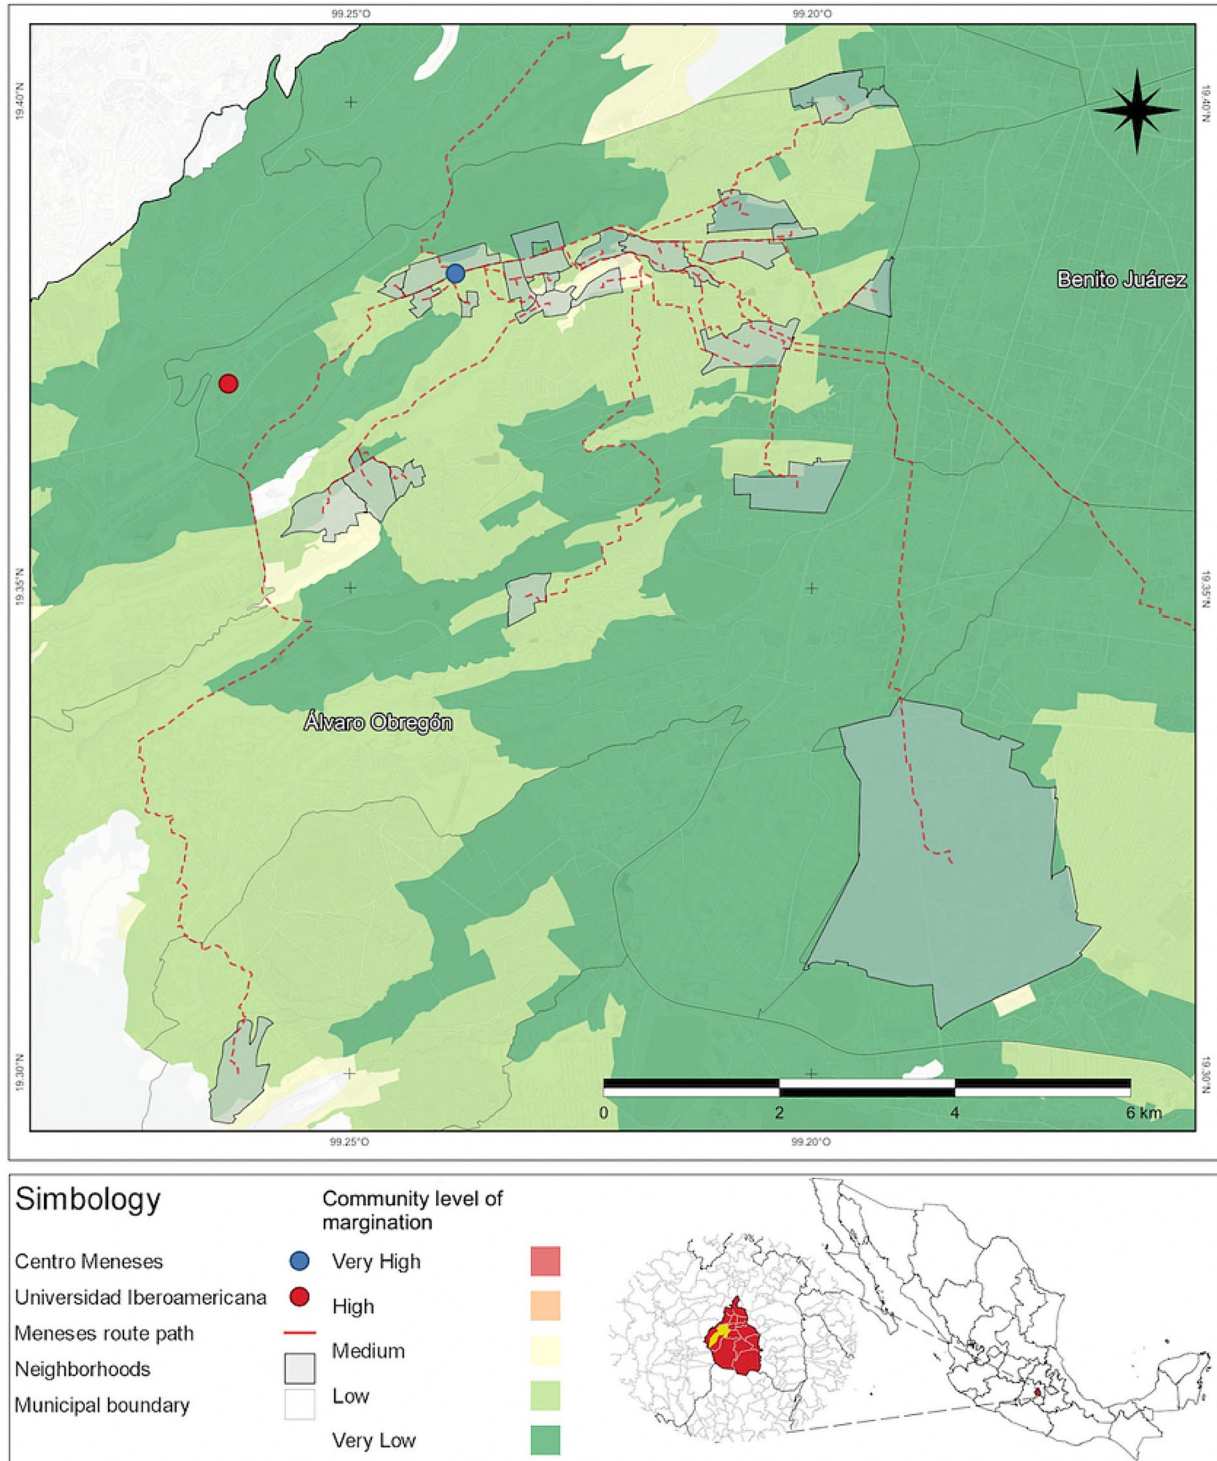 99.25°O
99.20°O
19.40°N
19.40°N
Benito Juárez
19.35°N
19.35°N
Álvaro Obregón
19.30°N
19.30°N
0
2
4
6 km
99.25°O
99.20°O
Simbology
Community level of
margination
Centro Meneses
Very High
Universidad Iberoamericana
High
Meneses route path
Medium
Neighborhoods
Low
Municipal boundary
Very Low